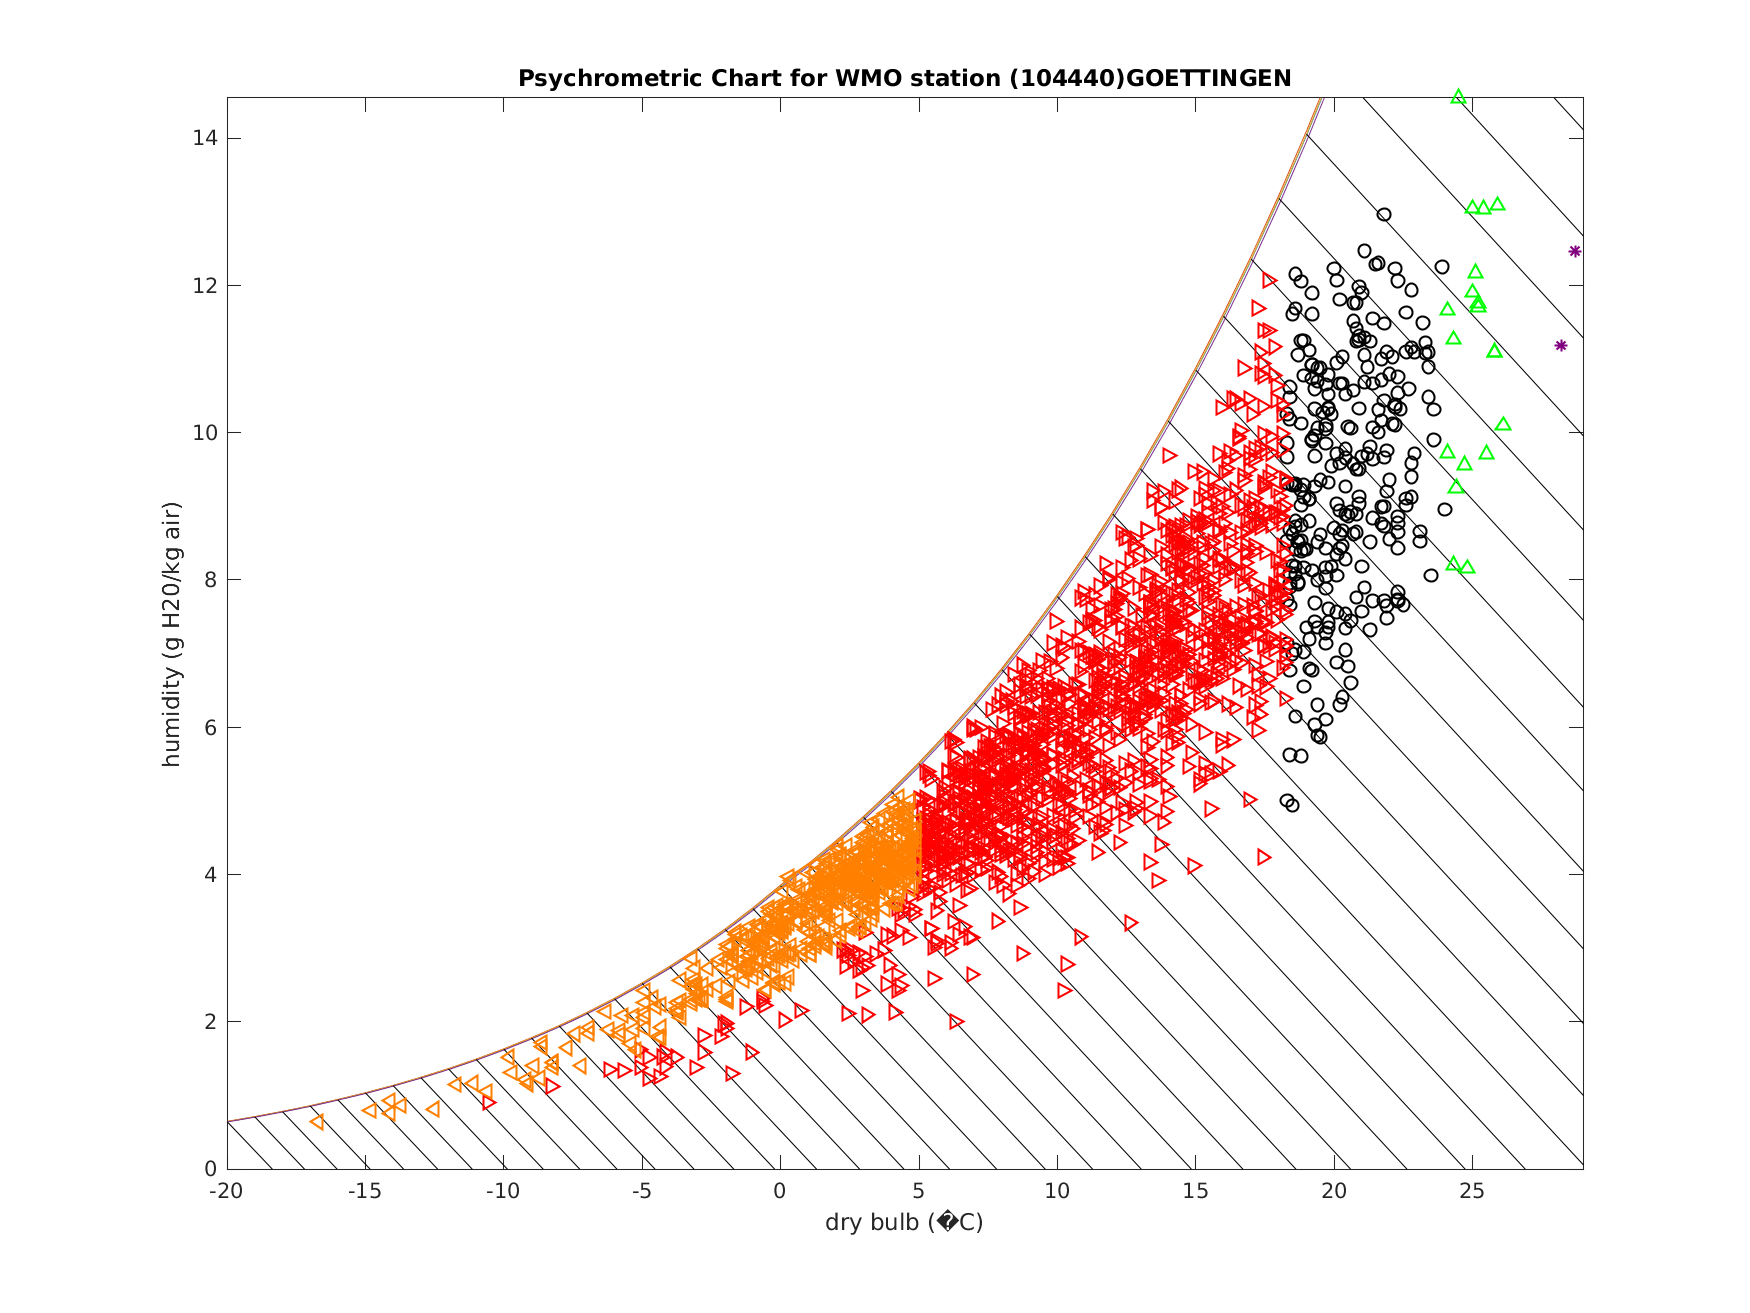 Psychrometric Chart for WMO station (104440)GOETTINGEN
humidity (g H20/kg air)
14
12
10
8
6
4
2
0
-20 -15 -10 -5 0 5 10 15 20 25
dry bulb (�C)